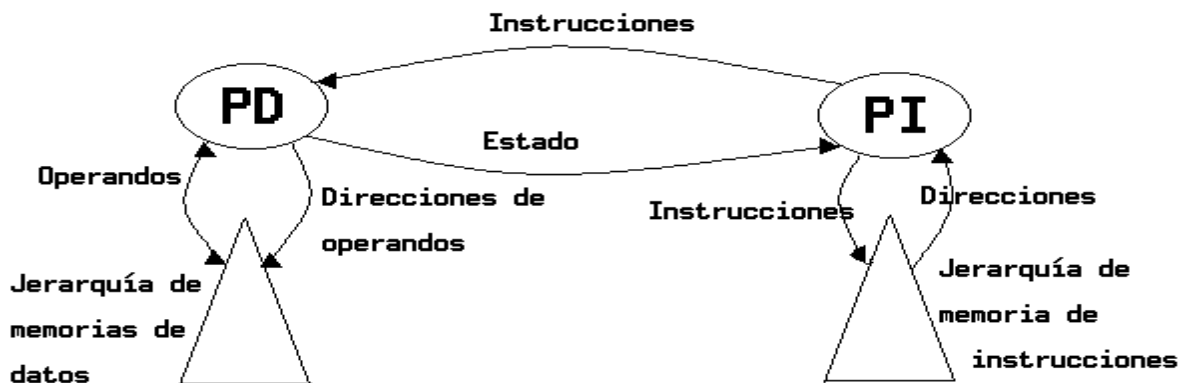 Instrucciones
PD
PI
Estado
Operandos
Direcciones de
operandos
Instrucciones
Direcciones
Jerarquía de
memorias de
datos
Jerarquía de
memoria de
instrucciones